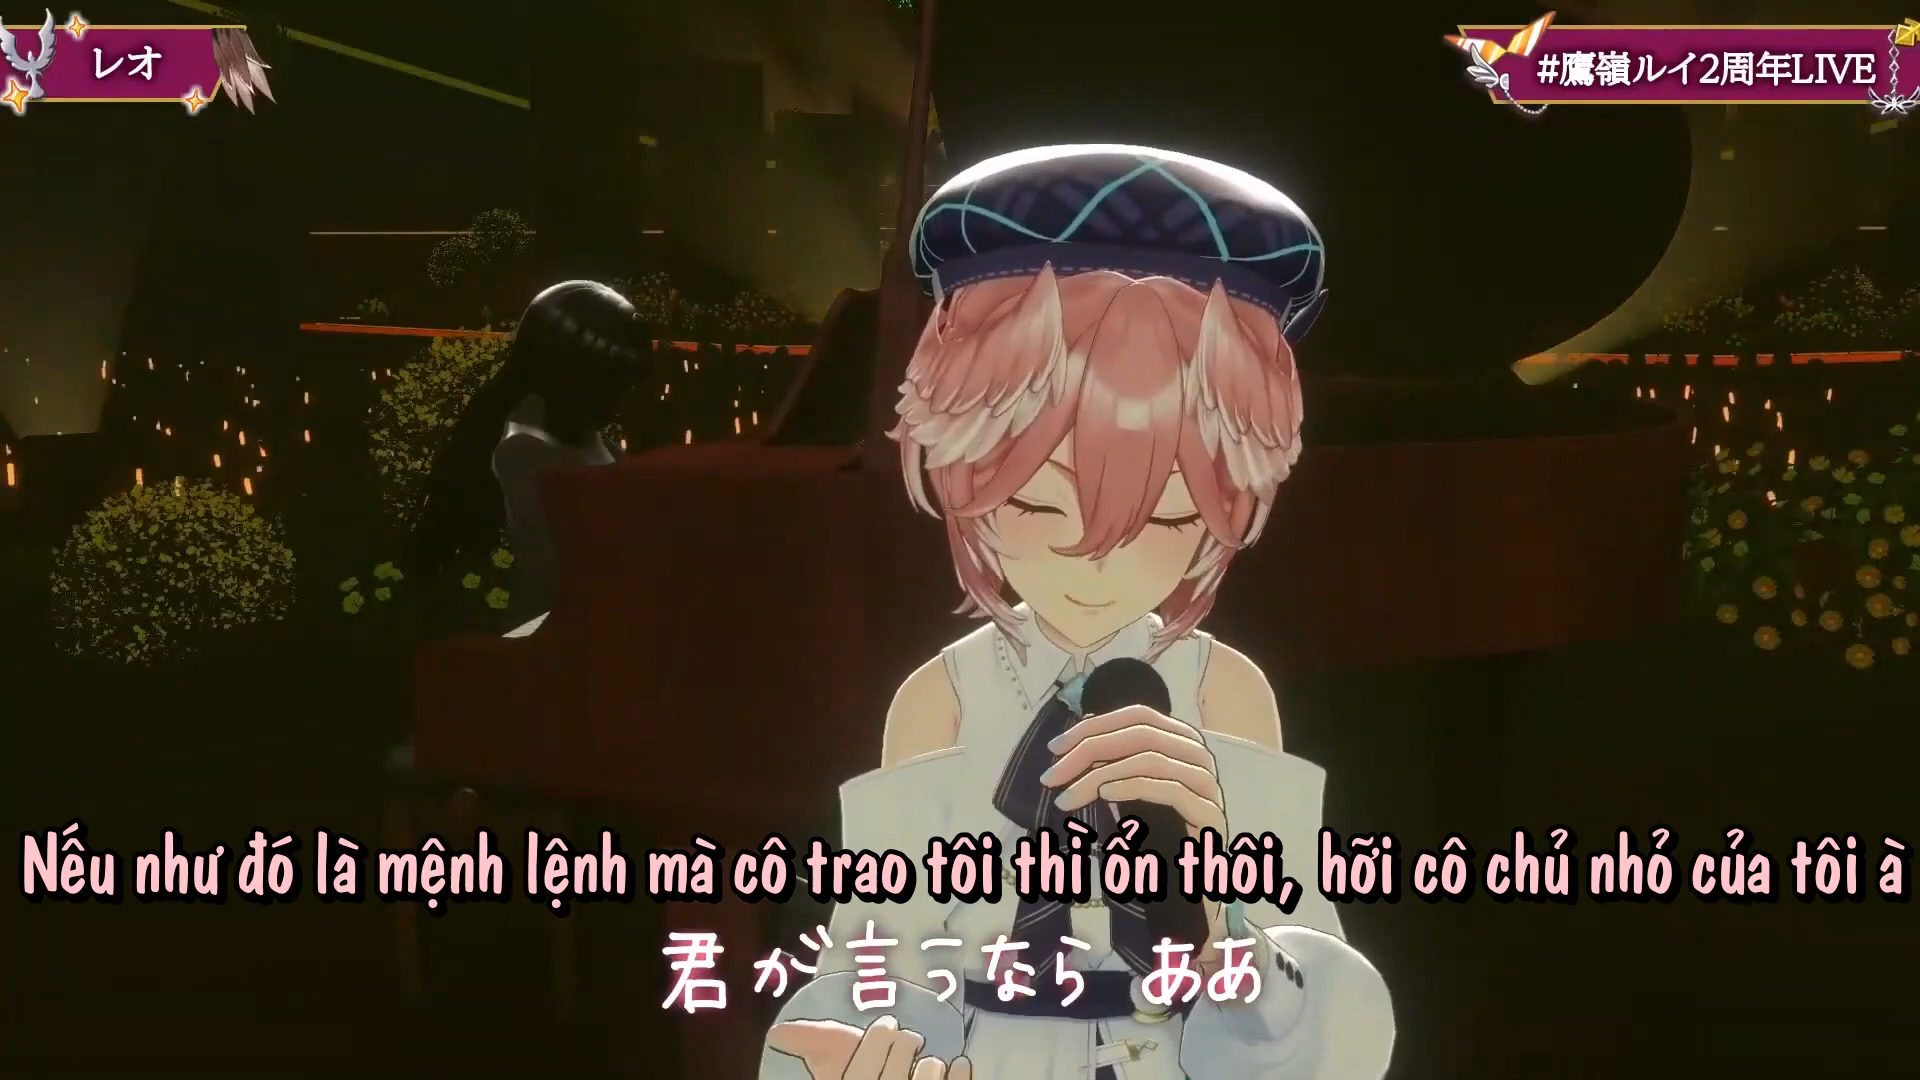 レオ
#鷹嶺ルイ2周年LIVE
Nếu như đó là mệnh lệnh mà cô trao tôi thì ổn thôi, hỡi cô chủ nhỏ của tôi à
君が言うなら ああ